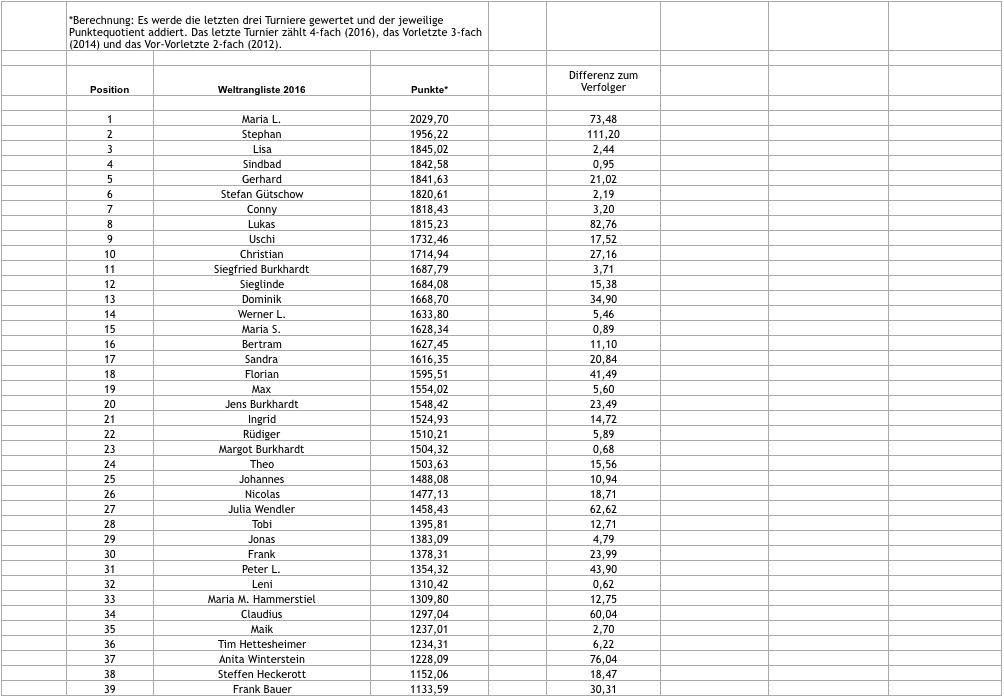 *Berechnung: Es werde die letzten drei Turniere gewertet und der jeweilige
Punktequotient addiert. Das letzte Turnier zählt 4-fach (2016), das Vorletzte 3-fach
(2014) und das Vor-Vorletzte 2-fach (2012).
Differenz zum
Position Weltrangliste 2016 Punkte* Verfolger
1 Maria L. 2029,70 73,48
2 Stephan 1956,22 111,20
3 Lisa 1845,02 2,44
4 Sindbad 1842,58 0,95
5 Gerhard 1841,63 21,02
6 Stefan Gütschow 1820,61 2,19
7 Conny 1818,43 3,20
8 Lukas 1815,23 82,76
9 Uschi 1732,46 17,52
10 Christian 1714,94 27,16
11 Siegfried Burkhardt 1687,79 3,71
12 Sieglinde 1684,08 15,38
13 Dominik 1668,70 34,90
14 Werner L. 1633,80 5,46
15 Maria S. 1628,34 0,89
16 Bertram 1627,45 11,10
17 Sandra 1616,35 20,84
18 Florian 1595,51 41,49
19 Max 1554,02 5,60
20 Jens Burkhardt 1548,42 23,49
21 Ingrid 1524,93 14,72
22 Rüdiger 1510,21 5,89
23 Margot Burkhardt 1504,32 0,68
24 Theo 1503,63 15,56
25 Johannes 1488,08 10,94
26 Nicolas 1477,13 18,71
27 Julia Wendler 1458,43 62,62
28 Tobi 1395,81 12,71
29 Jonas 1383,09 4,79
30 Frank 1378,31 23,99
31 Peter L. 1354,32 43,90
32 Leni 1310,42 0,62
33 Maria M. Hammerstiel 1309,80 12,75
34 Claudius 1297,04 60,04
35 Maik 1237,01 2,70
36 Tim Hettesheimer 1234,31 6,22
37 Anita Winterstein 1228,09 76,04
38 Steffen Heckerott 1152,06 18,47
39 Frank Bauer 1133,59 30,31